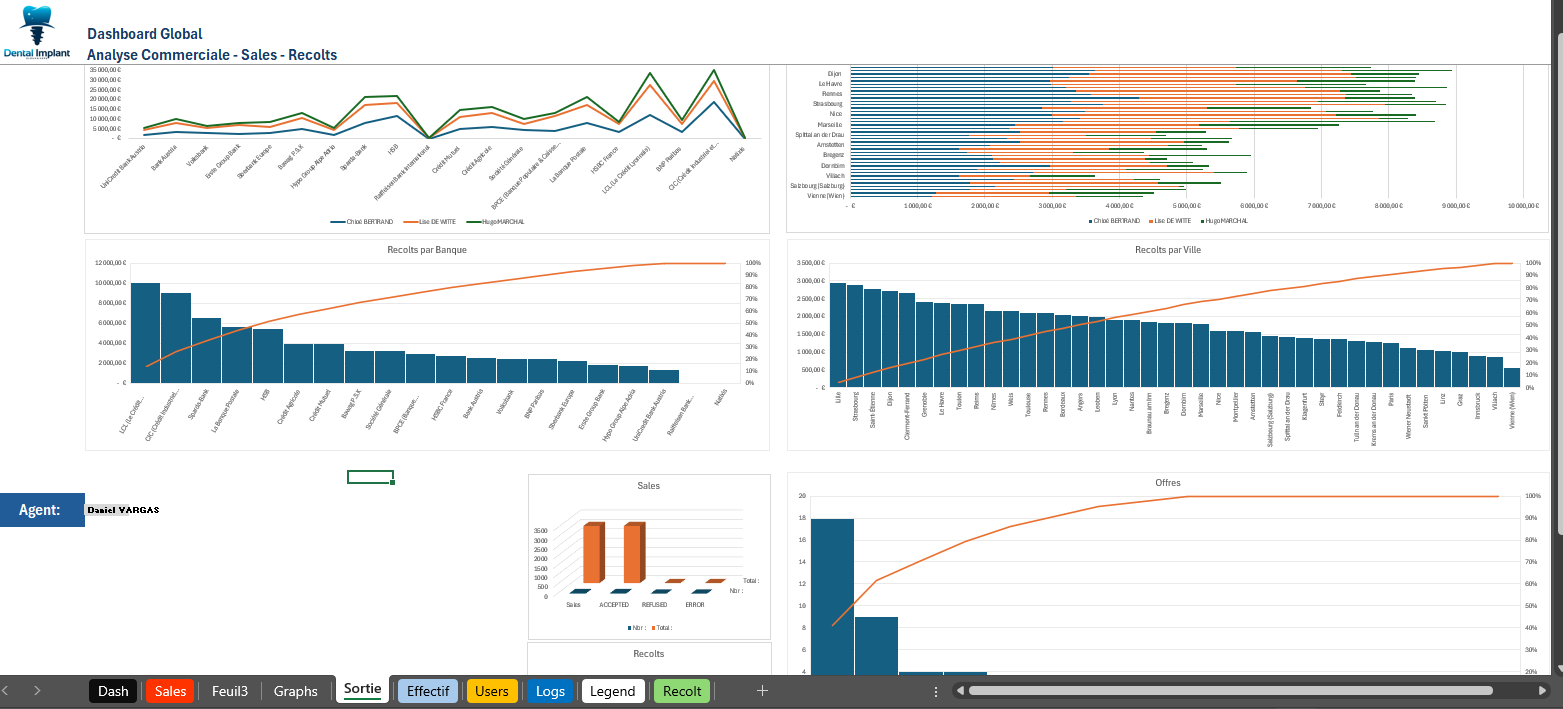 Dental Implant
Dashboard Global
Analyse Commerciale - Sales - Recolts
35 000,00 €
30 000,00 €
25 000,00 €
20 000,00 €
15 000,00 €
10 000,00 €
5 000,00 €
- €
UniCredit Bank Austria
Bank Austria
Volksbank
Erste Group Bank
Sberbank Europe
Bawag P.S.K
Hypo Group Alpe Adria
Sparda-Bank
HSB
Raiffeisen Bank International
Crédit Mutuel
Crédit Agricole
Société Générale
BPCE (Banque Populaire & Caisse...
La Banque Postale
HSBC France
LCL (Le Crédit Lyonnais)
BNP Paribas
CIC (Crédit Industriel et...
Natixis
Chloé BERTRAND
Lise DE WITTE
Hugo MARCHAL
Dijon
Le Havre
Rennes
Strasbourg
Nice
Marseille
Spittal an der Drau
Amstetten
Bregenz
Dornbirn
Villach
Salzbourg (Salzburg)
Vienne (Wien)
- €
1 000,00 €
2 000,00 €
3 000,00 €
4 000,00 €
5 000,00 €
6 000,00 €
7 000,00 €
8 000,00 €
9 000,00 €
10 000,00 €
Chloé BERTRAND
Lise DE WITTE
Hugo MARCHAL
Recolts par Banque
12 000,00 €
10 000,00 €
8 000,00 €
6 000,00 €
4 000,00 €
2 000,00 €
- €
100%
90%
80%
70%
60%
50%
40%
30%
20%
10%
0%
LCL (Le Crédit...
CIC (Crédit Industriel...
Sparda-Bank
La Banque Postale
HSB
Crédit Agricole
Crédit Mutuel
Bawag P.S.K
Société Générale
BPCE (Banque...
HSBC France
Bank Austria
Volksbank
BNP Paribas
Sberbank Europe
Erste Group Bank
Hypo Group Alpe Adria
UniCredit Bank Austria
Raiffeisen Bank...
Natixis
Recolts par Ville
3 500,00 €
3 000,00 €
2 500,00 €
2 000,00 €
1 500,00 €
1 000,00 €
500,00 €
- €
100%
90%
80%
70%
60%
50%
40%
30%
20%
10%
0%
Lille
Strasbourg
Saint-Étienne
Dijon
Clermont-Ferrand
Grenoble
Le Havre
Toulon
Reims
Nîmes
Wels
Toulouse
Rennes
Bordeaux
Angers
Leoben
Lyon
Nantes
Braunau am Inn
Bregenz
Dornbirn
Marseille
Nice
Montpellier
Amstetten
Salzbourg (Salzburg)
Spittal an der Drau
Klagenfurt
Steyr
Feldkirch
Tulln an der Donau
Krems an der Donau
Paris
Wiener Neustadt
Sankt Pölten
Linz
Graz
Innsbruck
Villach
Vienne (Wien)
Agent:
Daniel VARGAS
Sales
3500
3000
2500
2000
1500
1000
500
0
Total :
Nbr :
Sales
ACCEPTED
REFUSED
ERROR
Nbr :
Total :
Recolts
Offres
20
18
16
14
12
10
8
6
4
100%
90%
80%
70%
60%
50%
40%
30%
20%
Dash
Sales
Feuil3
Graphs
Sortie
Effectif
Users
Logs
Legend
Recolt